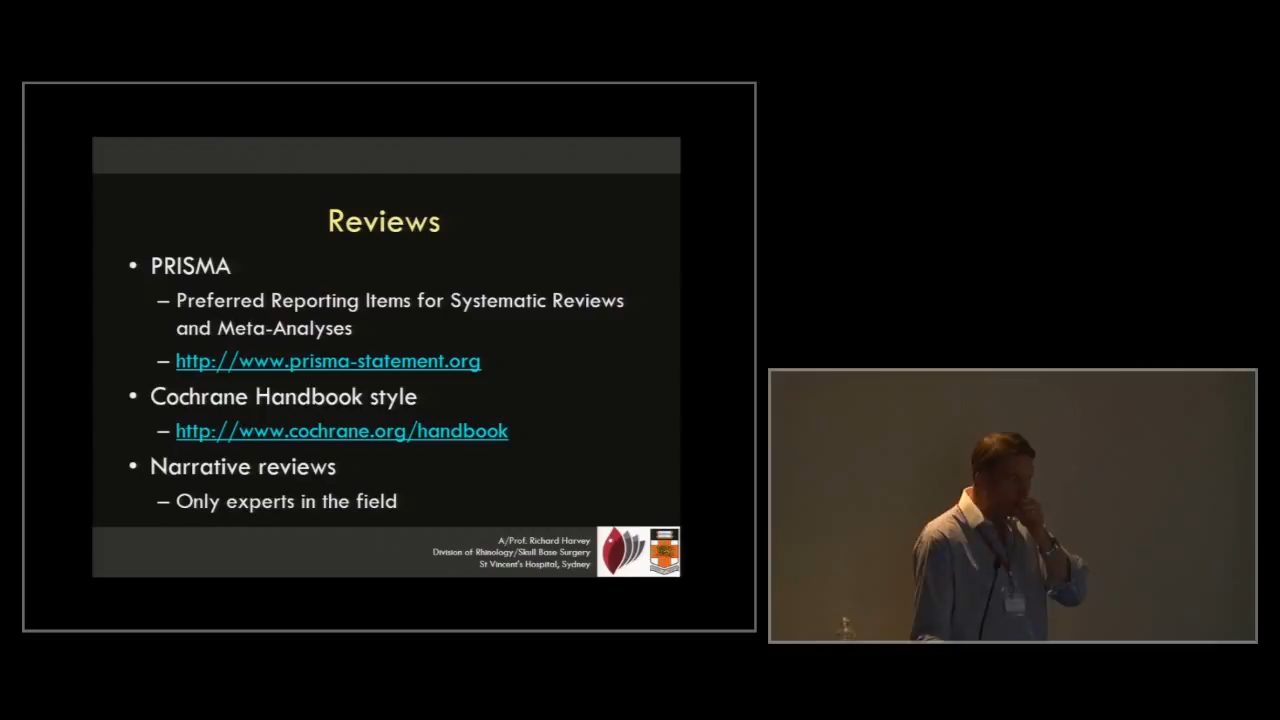 Reviews
• PRISMA
– Preferred Reporting Items for Systematic Reviews
and Meta-Analyses
– http://www.prisma-statement.org
• Cochrane Handbook style
– http://www.cochrane.org/handbook
• Narrative reviews
– Only experts in the field
A/Prof. Richard Harvey
Division of Rhinology/Skull Base Surgery
St Vincent's Hospital, Sydney